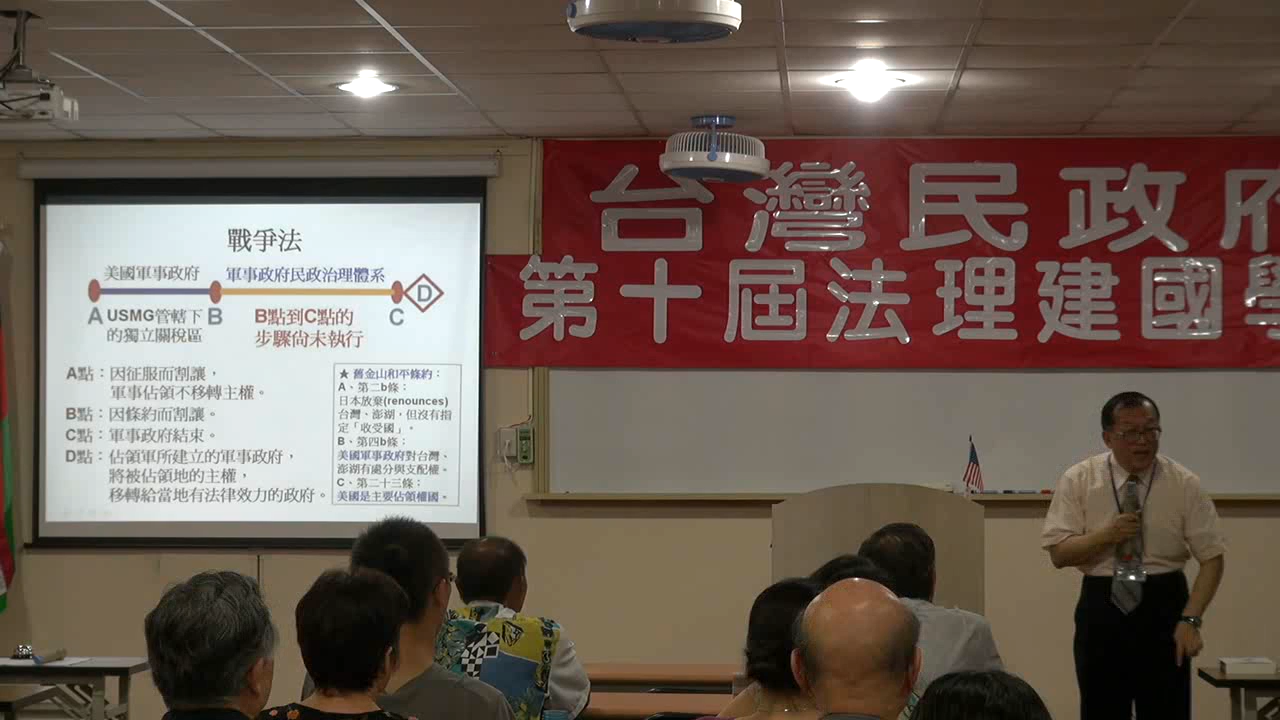 台灣民政府
第十屆法理建國學
戰爭法
美國軍事政府
軍事政府民政治理體系
A
B
C
D
USMG管轄下
的獨立關稅區
B點到C點的
步驟尚未執行
A點：因征服而割讓，
軍事佔領不移轉主權。
B點：因條約而割讓。
C點：軍事政府結束。
D點：佔領軍所建立的軍事政府，
將被佔領地的主權，
移轉給當地有法律效力的政府。
★ 舊金山和平條約：
A、第二b條：
日本放棄(renounces)
台灣、澎湖，但沒有指
定「收受國」。
B、第四b條：
美國軍事政府對台灣、
澎湖有處分與支配權。
C、第二十三條：
美國是主要佔領權國。